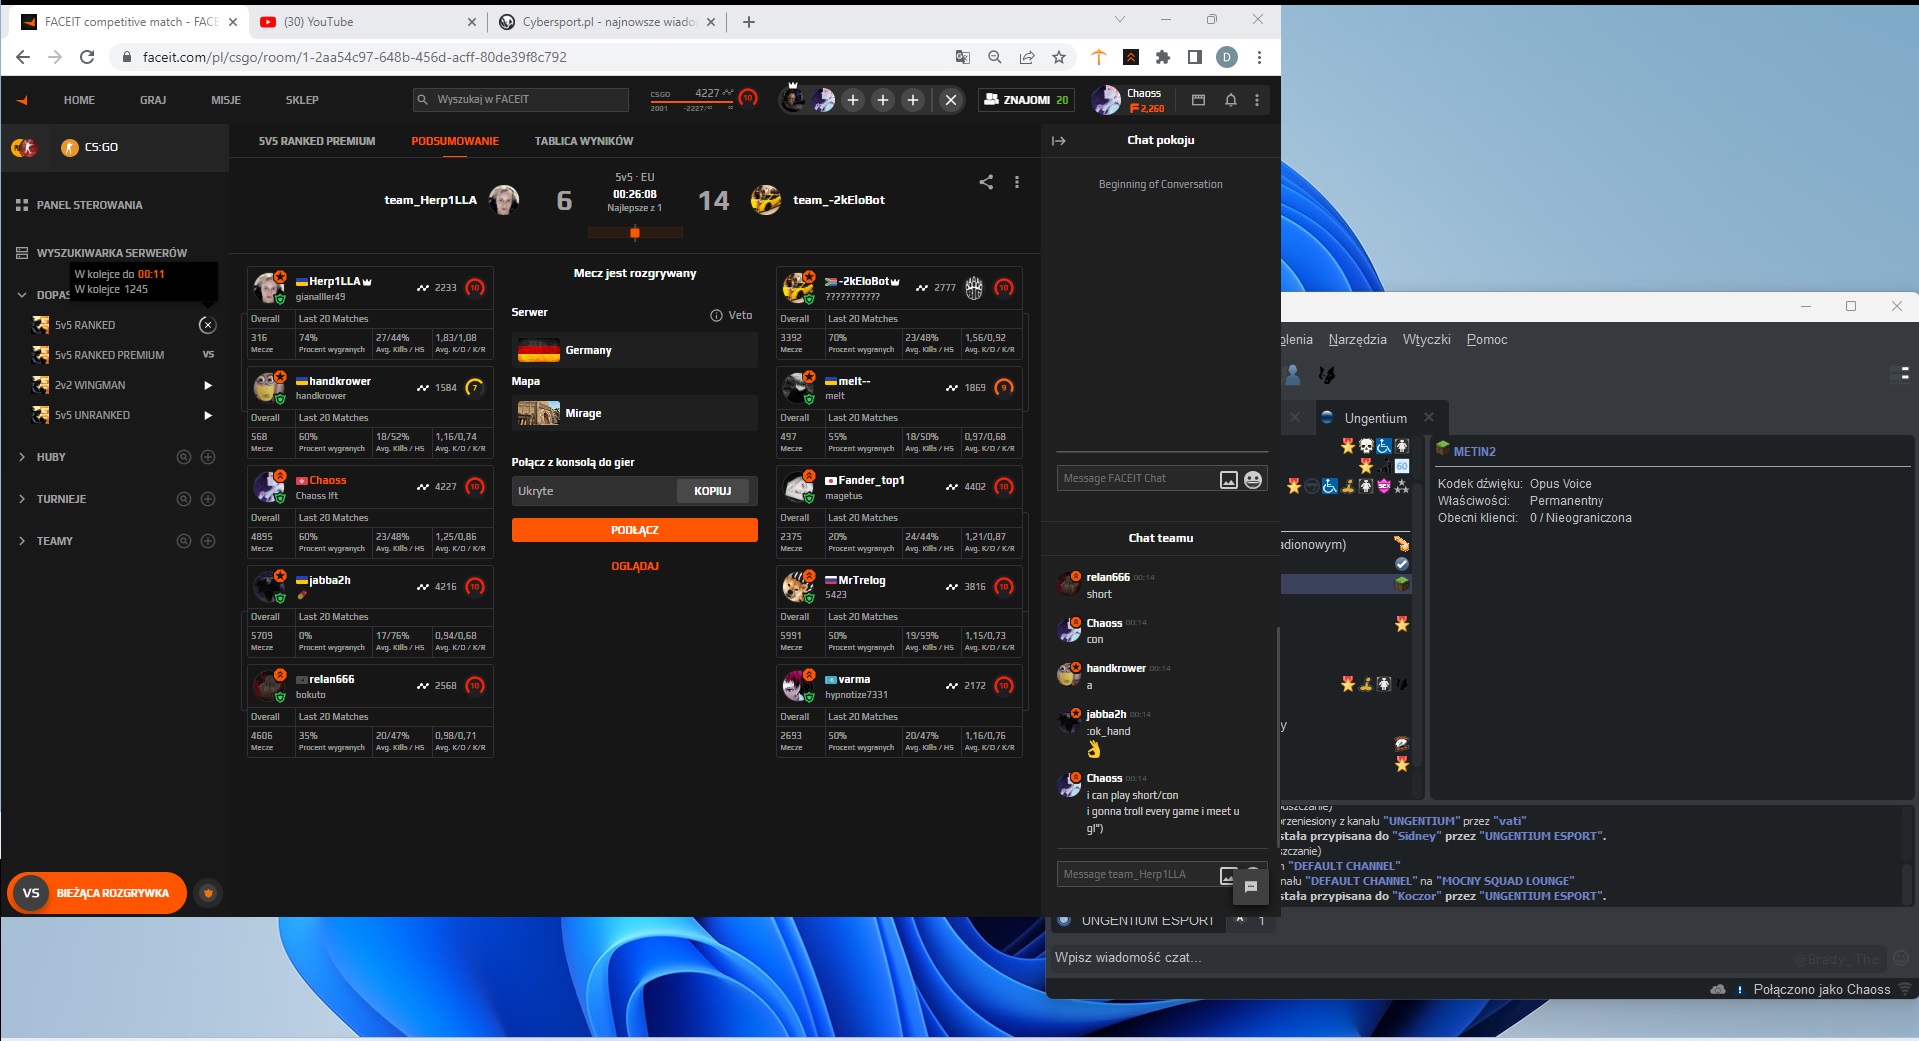 FACEIT competitive match - FACE
(30) YouTube
Cybersport.pl - najnowsze wiado
faceit.com/pl/csgo/room/1-2aa54c97-648b-456d-acff-80de39f8c792
D
HOME
GRAJ
MISJE
SKLEP
Wyszukaj w FACEIT
CSGO 4227 10
2001 -2227/∞ ∞
ZNAJOMI 20
Chaoss
2,260
CS:GO
PANEL STEROWANIA
WYSZUKIWARKA SERWERÓW
W kolejce do 00:11
W kolejce 1245
DOPAS
5v5 RANKED
5v5 RANKED PREMIUM VS
2v2 WINGMAN
5v5 UNRANKED
HUBY
TURNIEJE
TEAMY
VS BIEŻĄCA ROZGRYWKA
5V5 RANKED PREMIUM
PODSUMOWANIE
TABLICA WYNIKÓW
team_Herp1LLA
6
5v5 · EU
00:26:08
Najlepsze z 1
14
team_-2kEloBot
Herp1LLA 2233 10
gianalller49
Overall Last 20 Matches
316 74% 27/44% 1,83/1,08
Mecze Procent wygranych Avg. Kills / HS Avg. K/D / K/R
handkrower 1584 7
handkrower
Overall Last 20 Matches
568 60% 18/52% 1,16/0,74
Mecze Procent wygranych Avg. Kills / HS Avg. K/D / K/R
Chaoss 4227 10
Chaoss lft
Overall Last 20 Matches
4895 60% 23/48% 1,25/0,86
Mecze Procent wygranych Avg. Kills / HS Avg. K/D / K/R
jabba2h 4216 10
Overall Last 20 Matches
5709 0% 17/76% 0,94/0,68
Mecze Procent wygranych Avg. Kills / HS Avg. K/D / K/R
relan666 2568 10
bokuto
Overall Last 20 Matches
4606 35% 20/47% 0,98/0,71
Mecze Procent wygranych Avg. Kills / HS Avg. K/D / K/R
Mecz jest rozgrywany
Serwer
Veto
Germany
Mapa
Mirage
Połącz z konsolą do gier
Ukryte
KOPIUJ
PODŁĄCZ
OGLĄDAJ
-2kEloBot 2777 10
???????????
Overall Last 20 Matches
3392 70% 23/48% 1,56/0,92
Mecze Procent wygranych Avg. Kills / HS Avg. K/D / K/R
melt-- 1869 9
melt
Overall Last 20 Matches
497 55% 18/50% 0,97/0,68
Mecze Procent wygranych Avg. Kills / HS Avg. K/D / K/R
Fander_top1 4402 10
magetus
Overall Last 20 Matches
2375 20% 24/44% 1,21/0,87
Mecze Procent wygranych Avg. Kills / HS Avg. K/D / K/R
MrTrelog 3816 10
5423
Overall Last 20 Matches
5991 50% 19/59% 1,15/0,73
Mecze Procent wygranych Avg. Kills / HS Avg. K/D / K/R
varma 2172 10
hypnotize7331
Overall Last 20 Matches
2693 50% 20/47% 1,16/0,76
Mecze Procent wygranych Avg. Kills / HS Avg. K/D / K/R
Chat pokoju
Beginning of Conversation
Message FACEIT Chat
Chat teamu
relan666 00:14
short
Chaoss 00:14
con
handkrower 00:14
a
jabba2h 00:14
:ok_hand
👌
Chaoss 00:14
i can play short/con
i gonna troll every game i meet u
gl")
Message team_Herp1LLA
olenia
Narzędzia
Wtyczki
Pomoc
Ungentium
60
adionowym)
y
METIN2
Kodek dźwięku: Opus Voice
Właściwości: Permanentny
Obecni klienci: 0 / Nieograniczona
puszczanie)
orzeniesiony z kanału "UNGENTIUM" przez "vati"
stała przypisana do "Sidney" przez "UNGENTIUM ESPORT".
szczanie)
"DEFAULT CHANNEL"
nału "DEFAULT CHANNEL" na "MOCNY SQUAD LOUNGE"
stała przypisana do "Koczor" przez "UNGENTIUM ESPORT".
UNGENTIUM ESPORT
1
Wpisz wiadomość czat...
@Brady_The
Połączono jako Chaoss